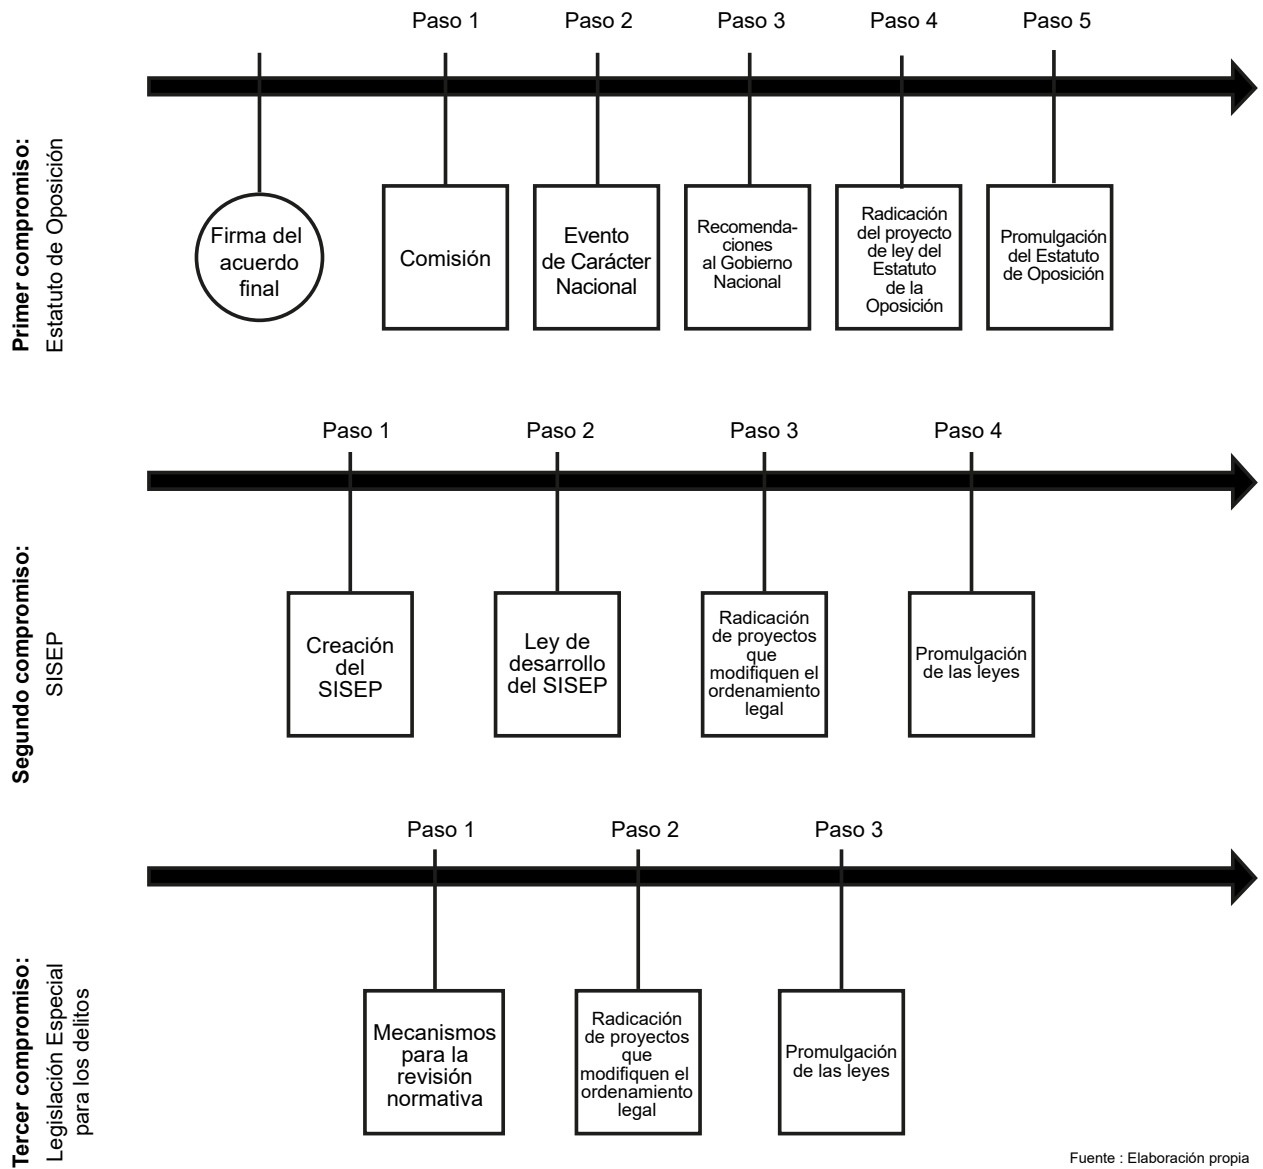 Paso 1
Paso 2
Paso 3
Paso 4
Paso 5
Primer compromiso:
Estatuto de Oposición
Firma del
acuerdo
final
Comisión
Evento
de Carácter
Nacional
Recomenda-
ciones
al Gobierno
Nacional
Radicación
del proyecto
de ley del
Estatuto
de la
Oposición
Promulgación
del Estatuto
de Oposición
Paso 1
Paso 2
Paso 3
Paso 4
Segundo compromiso:
SISEP
Creación
del
SISEP
Ley de
desarrollo
del SISEP
Radicación
de proyectos
que
modifiquen el
ordenamiento
legal
Promulgación
de las leyes
Paso 1
Paso 2
Paso 3
Tercer compromiso:
Legislación Especial
para los delitos
Mecanismos
para la
revisión
normativa
Radicación
de proyectos
que
modifiquen el
ordenamiento
legal
Promulgación
de las leyes
Fuente : Elaboración propia